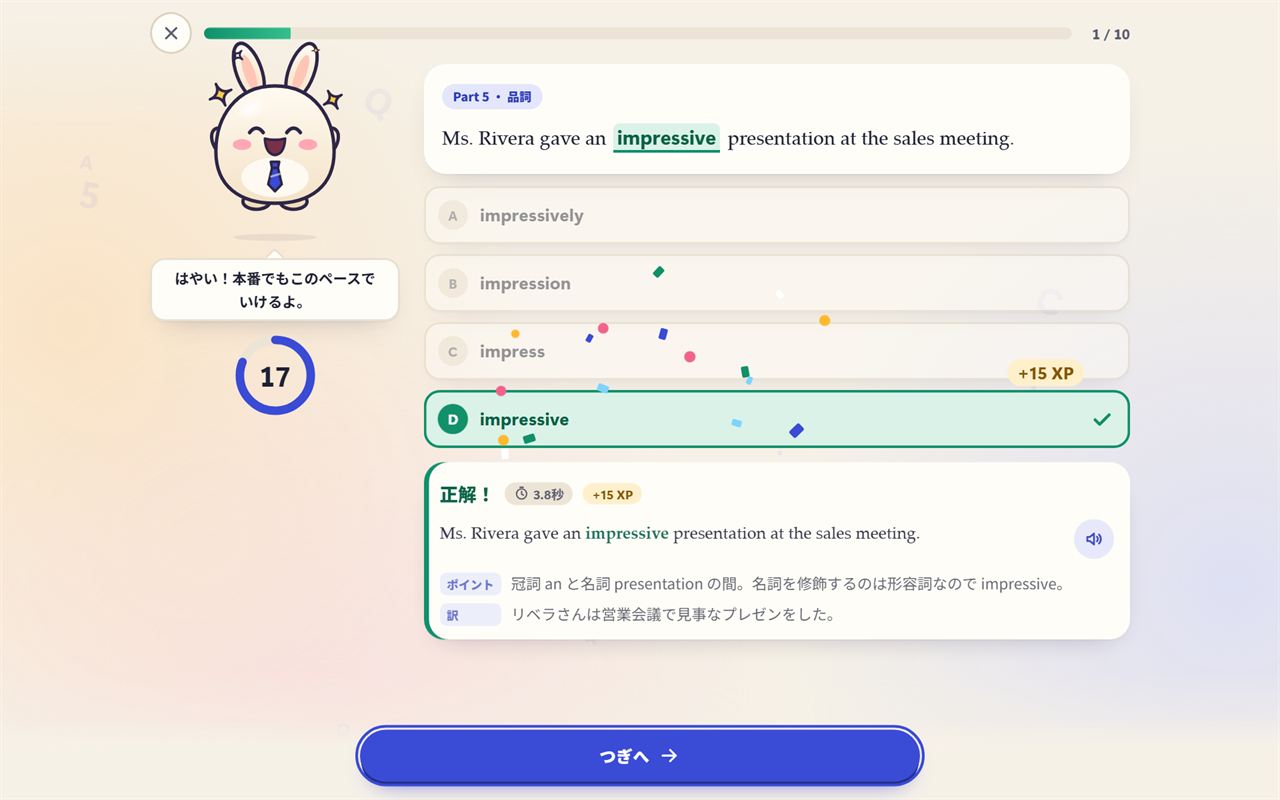 1 / 10
Part 5 ・ 品詞
Ms. Rivera gave an impressive presentation at the sales meeting.
A impressively
B impression
C impress
D impressive
+15 XP
はやい！本番でもこのペースで
いけるよ。
17
正解！ 3.8秒 +15 XP
Ms. Rivera gave an impressive presentation at the sales meeting.
ポイント 冠詞 an と名詞 presentation の間。名詞を修飾するのは形容詞なので impressive。
訳 リベラさんは営業会議で見事なプレゼンをした。
つぎへ →
Q
A
5
C